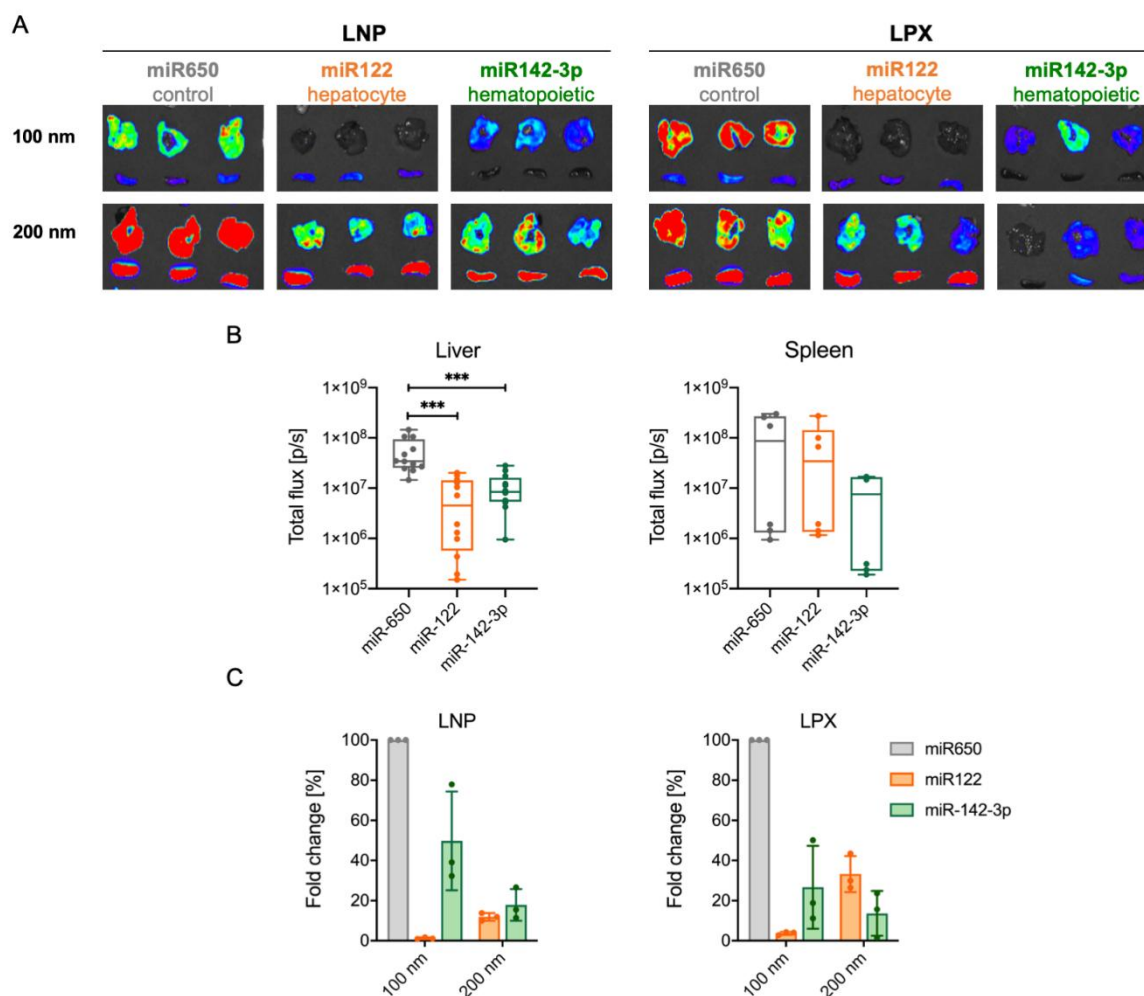 A
LNP
LPX
miR650
control
miR122
hepatocyte
miR142-3p
hematopoietic
miR650
control
miR122
hepatocyte
miR142-3p
hematopoietic
100 nm
200 nm
B
Liver
Spleen
Total flux [p/s]
1×10⁹
1×10⁸
1×10⁷
1×10⁶
1×10⁵
***
***
miR-650
miR-122
miR-142-3p
Total flux [p/s]
1×10⁹
1×10⁸
1×10⁷
1×10⁶
1×10⁵
miR-650
miR-122
miR-142-3p
C
LNP
LPX
Fold change [%]
100
80
60
40
20
0
100 nm
200 nm
Fold change [%]
100
80
60
40
20
0
100 nm
200 nm
miR650
miR122
miR-142-3p